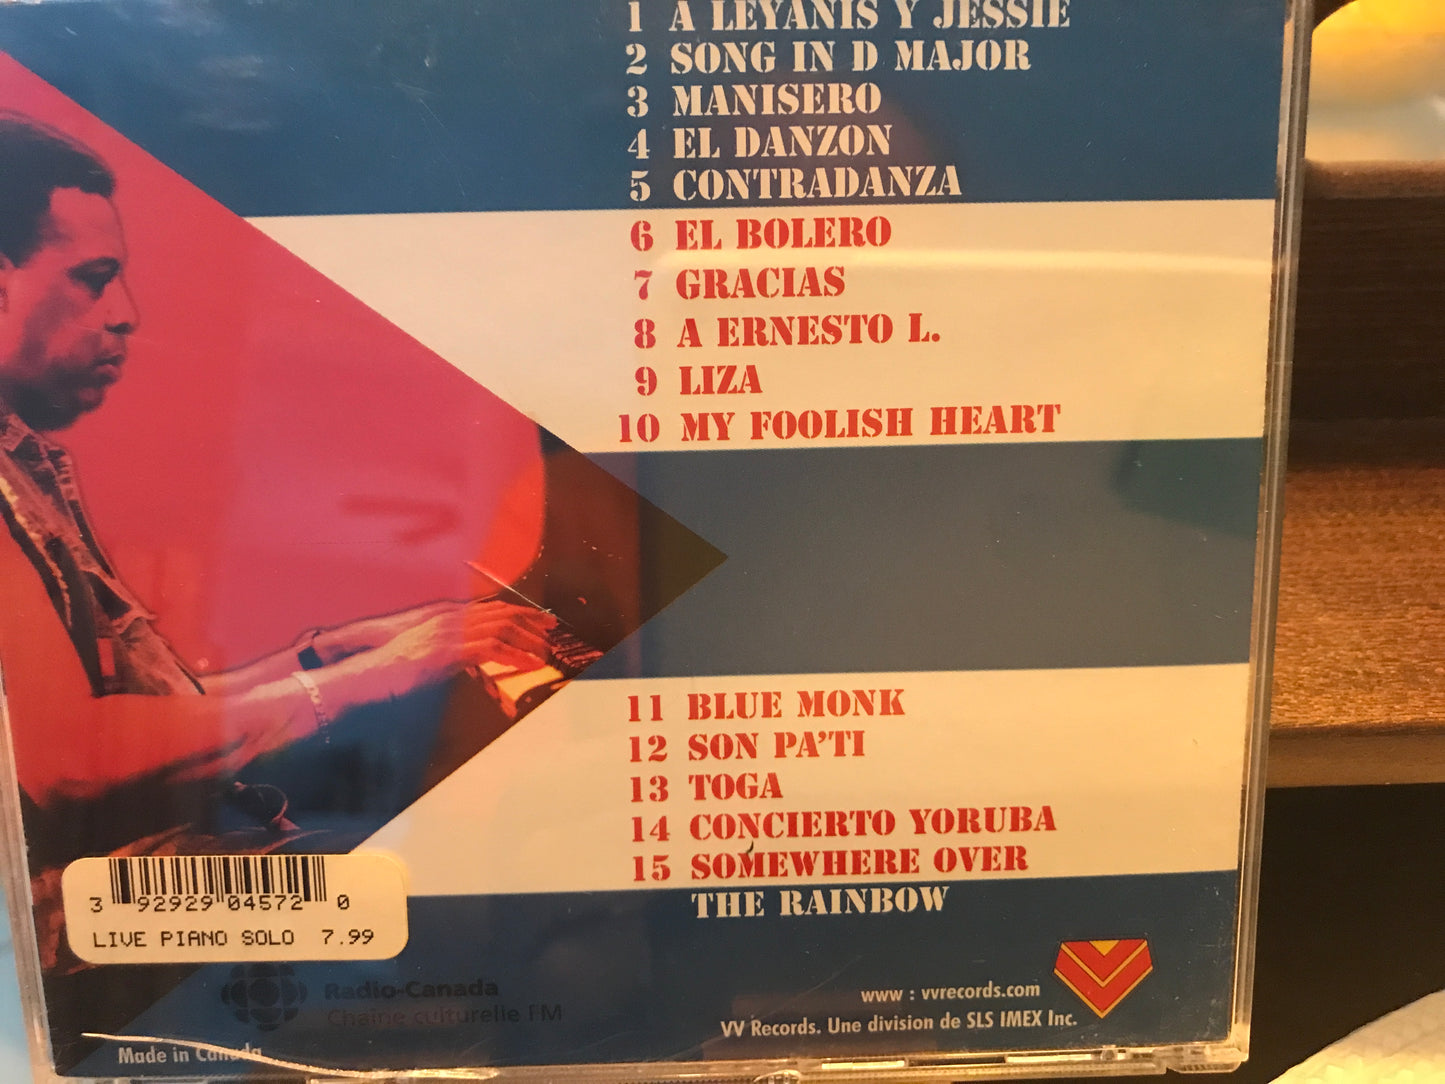 1 A LEYANIS Y JESSIE
2 SONG IN D MAJOR
3 MANISERO
4 EL DANZON
5 CONTRADANZA
6 EL BOLERO
7 GRACIAS
8 A ERNESTO L.
9 LIZA
10 MY FOOLISH HEART
11 BLUE MONK
12 SON PA'TI
13 TOGA
14 CONCIERTO YORUBA
15 SOMEWHERE OVER
THE RAINBOW
3 92929 04572 0
LIVE PIANO SOLO 7.99
Radio-Canada
Chaîne culturelle FM
Made in Canada
www : vvrecords.com
VV Records. Une division de SLS IMEX Inc.